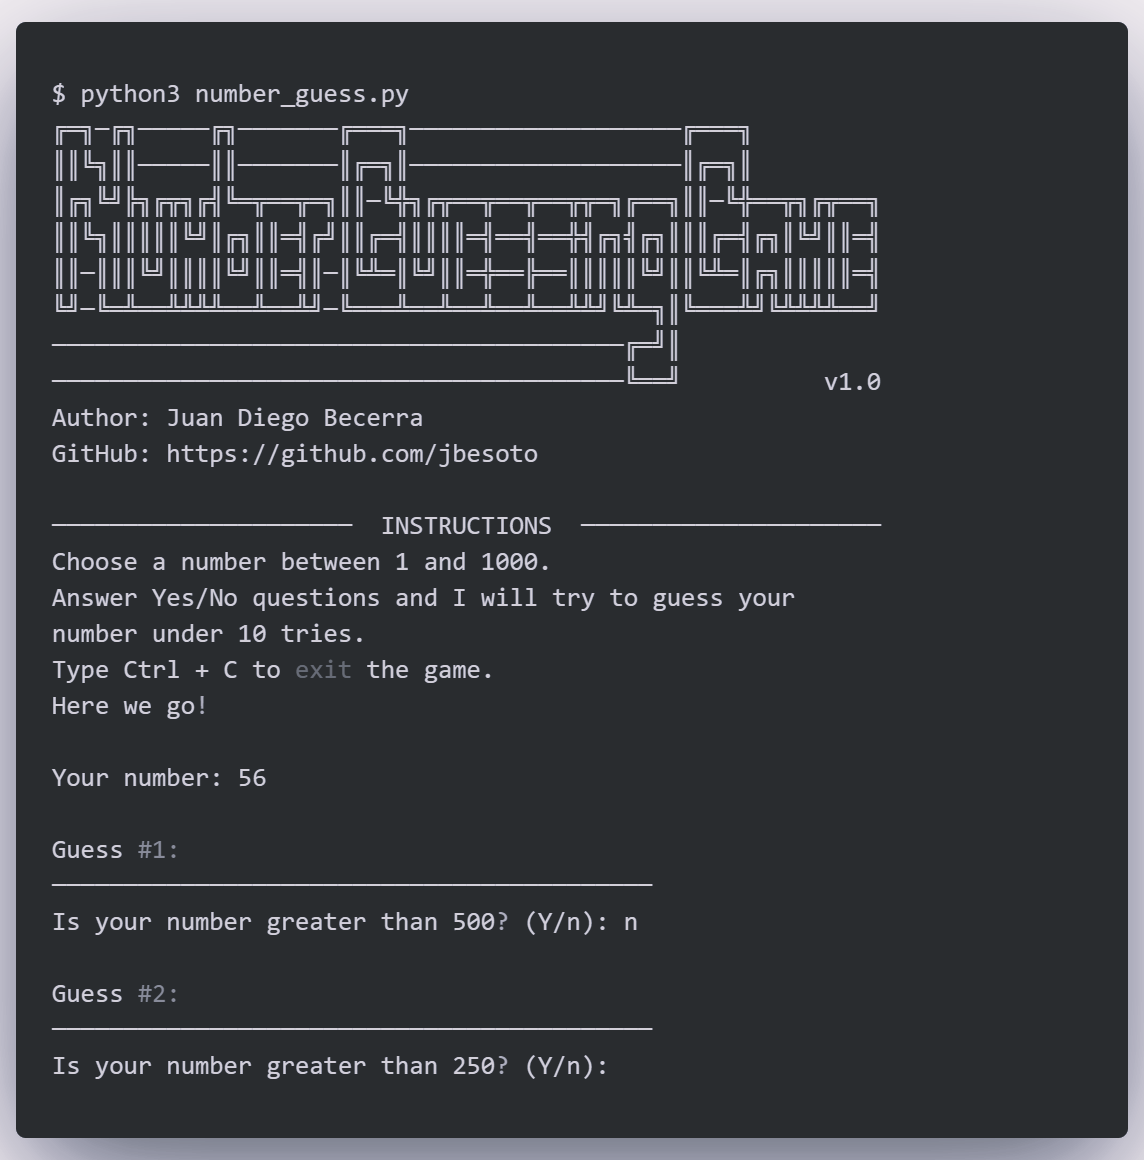 $ python3 number_guess.py
v1.0
Author: Juan Diego Becerra
GitHub: https://github.com/jbesoto
INSTRUCTIONS
Choose a number between 1 and 1000.
Answer Yes/No questions and I will try to guess your
number under 10 tries.
Type Ctrl + C to exit the game.
Here we go!
Your number: 56
Guess #1:
Is your number greater than 500? (Y/n): n
Guess #2:
Is your number greater than 250? (Y/n):